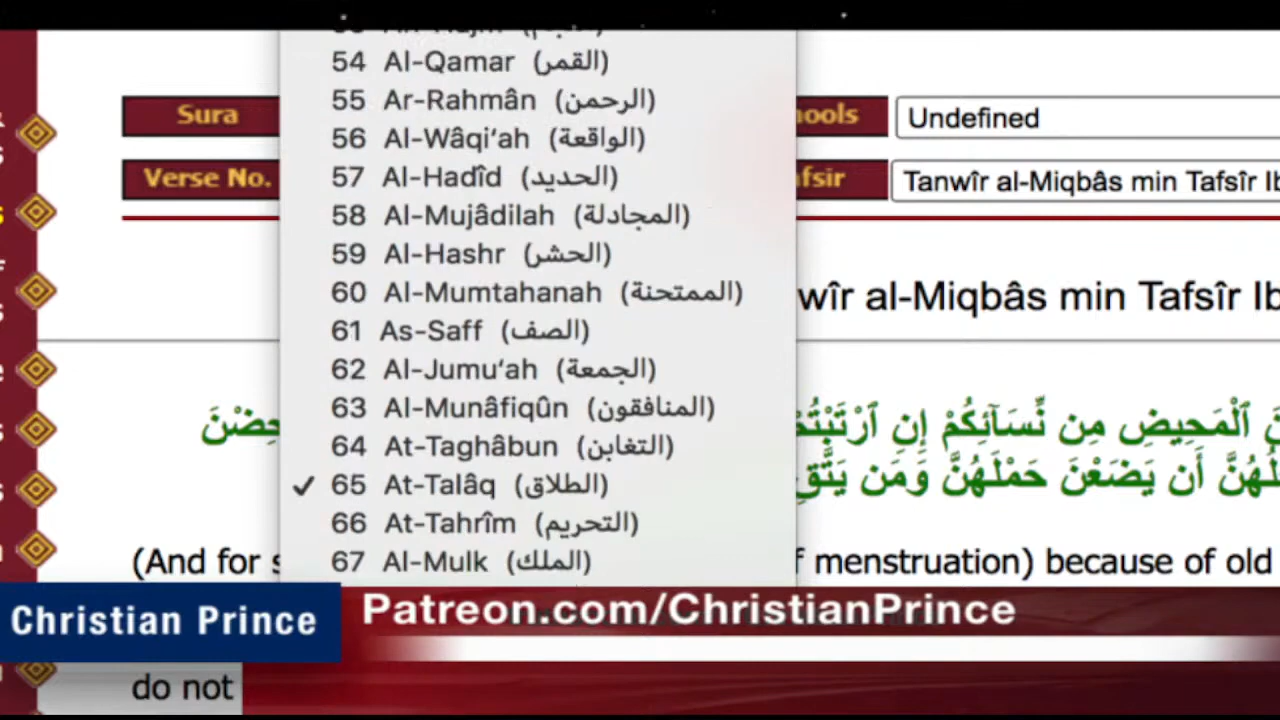 54 Al-Qamar (القمر)
Sura
55 Ar-Rahmân (الرحمن)
Undefined
56 Al-Wâqi'ah (الواقعة)
Verse No.
57 Al-Hadîd (الحديد)
Tanwîr al-Miqbâs min Tafsîr Ib
58 Al-Mujâdilah (المجادلة)
59 Al-Hashr (الحشر)
60 Al-Mumtahanah (الممتحنة)
wîr al-Miqbâs min Tafsîr Ib
61 As-Saff (الصف)
62 Al-Jumu'ah (الجمعة)
63 Al-Munâfiqûn (المنافقون)
ٱلْمَحِيضِ مِن نِّسَآئِكُمْ إِنِ ٱرْتَبْتُمْ
64 At-Taghâbun (التغابن)
✓ 65 At-Talâq (الطلاق)
أَن يَضَعْنَ حَمْلَهُنَّ وَمَن يَتَّقِ
66 At-Tahrîm (التحريم)
67 Al-Mulk (الملك)
(And for
menstruation) because of old
Christian Prince
Patreon.com/ChristianPrince
do not